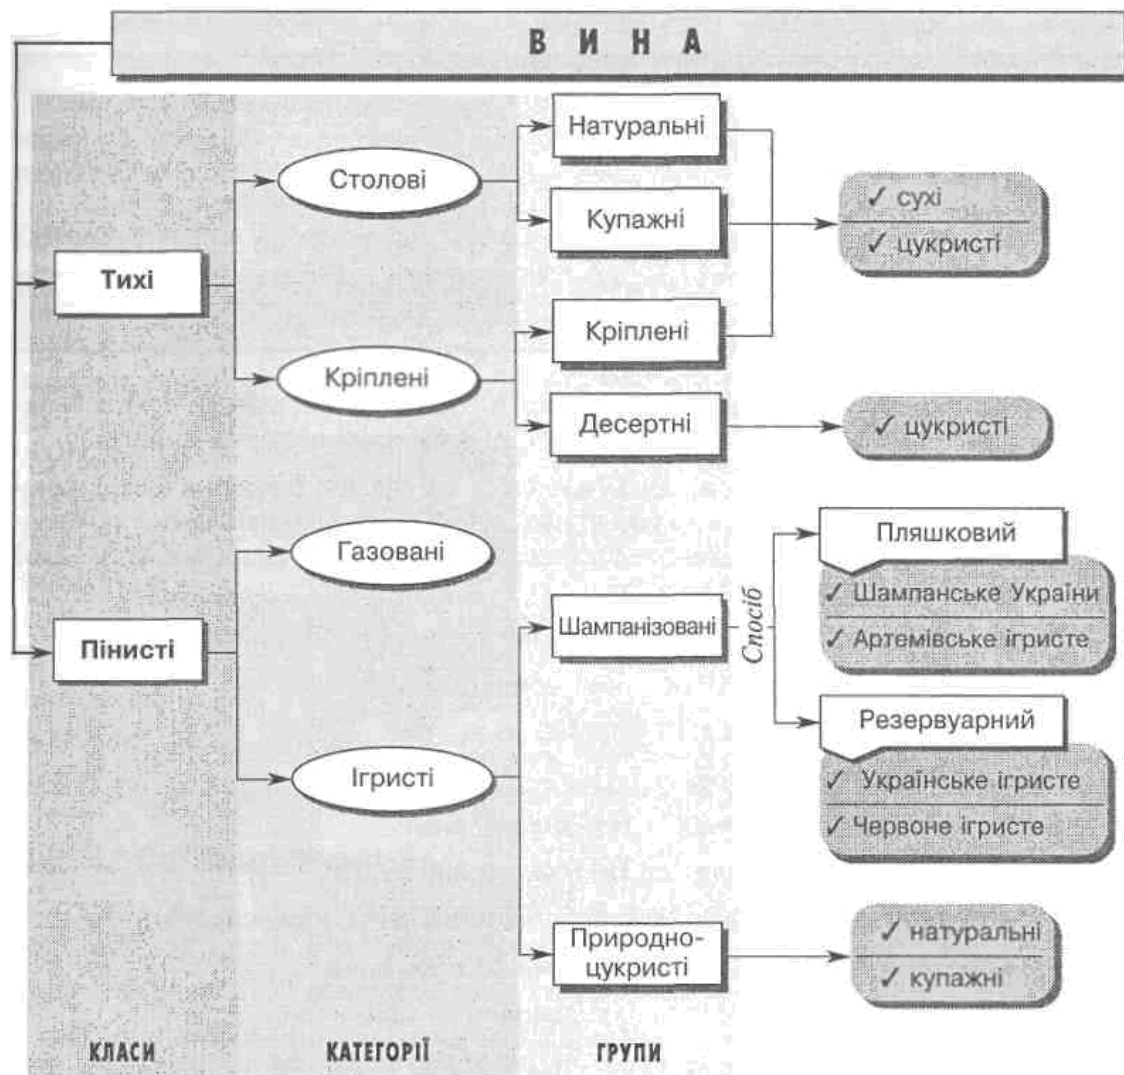 ВИНА
Натуральні
Столові
Купажні
✓ сухі
✓ цукристі
Тихі
Кріплені
Кріплені
Десертні
✓ цукристі
Газовані
Пляшковий
✓ Шампанське України
✓ Артемівське ігристе
Шампанізовані
Спосіб
Пінисті
Резервуарний
✓ Українське ігристе
✓ Червоне ігристе
Ігристі
Природно-
цукристі
✓ натуральні
✓ купажні
КЛАСИ
КАТЕГОРІЇ
ГРУПИ